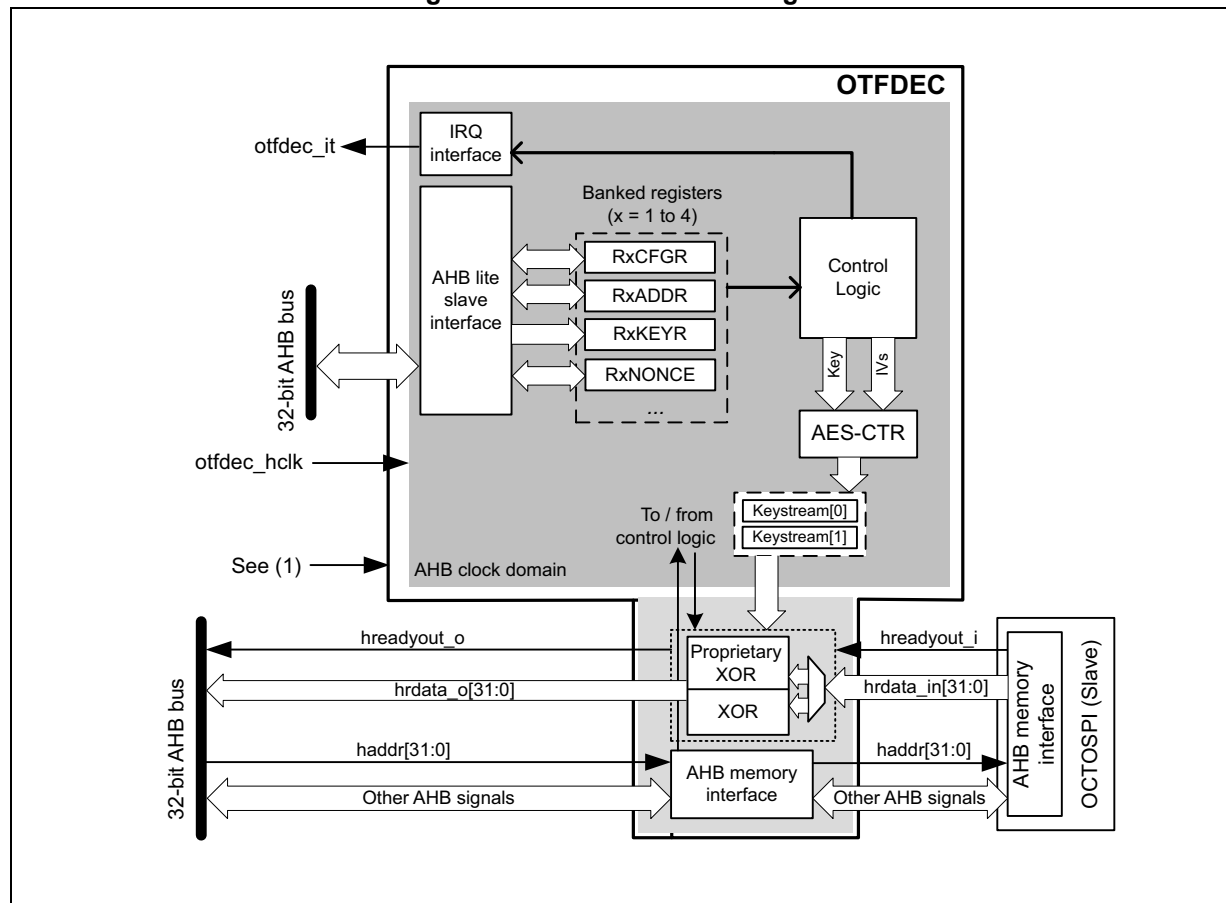 OTFDEC
IRQ
interface
otfdec_it
Banked registers
(x = 1 to 4)
AHB lite
slave
interface
RxCFGR
RxADDR
RxKEYR
RxNONCE
...
Control
Logic
Key
IVs
AES-CTR
32-bit AHB bus
otfdec_hclk
Keystream[0]
Keystream[1]
To / from
control logic
See (1)
AHB clock domain
hreadyout_o
hrdata_o[31:0]
haddr[31:0]
Other AHB signals
32-bit AHB bus
Proprietary
XOR
XOR
AHB memory
interface
hreadyout_i
hrdata_in[31:0]
haddr[31:0]
Other AHB signals
AHB memory
interface
OCTOSPI (Slave)